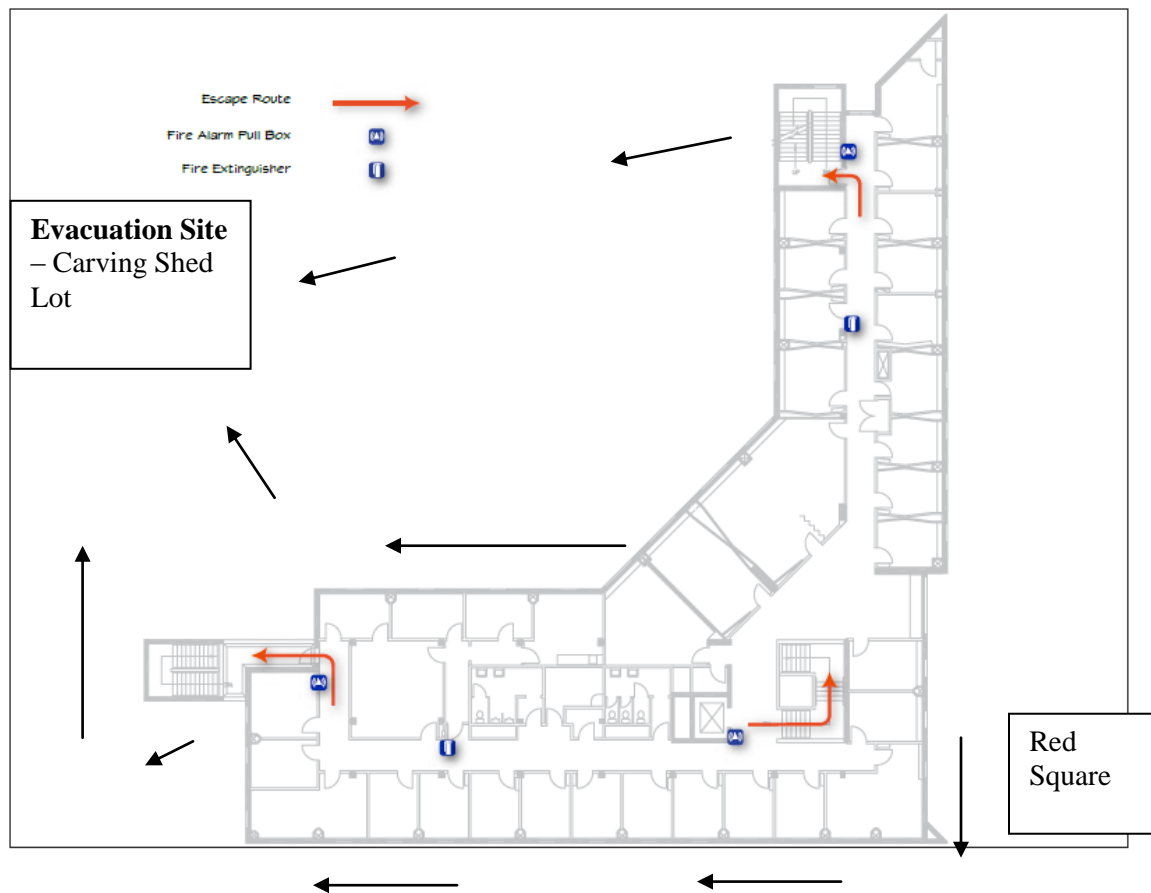 Escape Route
Fire Alarm Pull Box
Fire Extinguisher
Evacuation Site
– Carving Shed
Lot
Red
Square